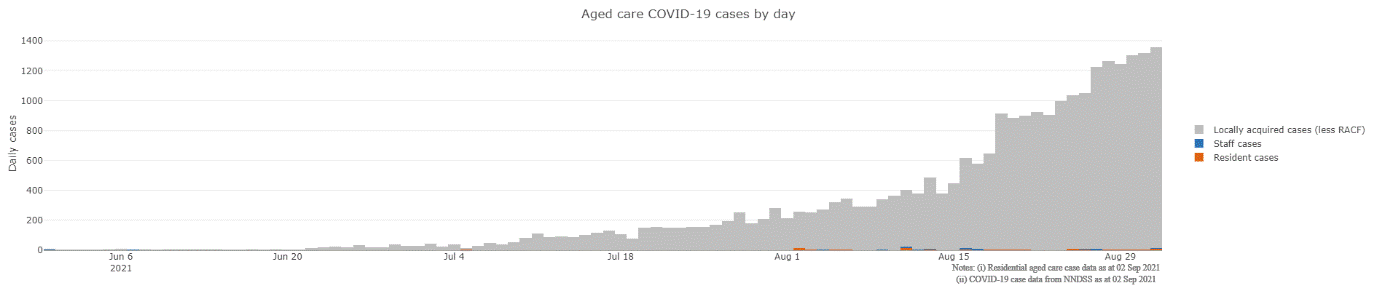 Aged care COVID-19 cases by day
Daily cases
1400
1200
1000
800
600
400
200
0
Jun 6
2021
Jun 20
Jul 4
Jul 18
Aug 1
Aug 15
Aug 29
Locally acquired cases (less RACF)
Staff cases
Resident cases
Notes: (i) Residential aged care case data as at 02 Sep 2021
(ii) COVID-19 case data from NNDSS as at 02 Sep 2021